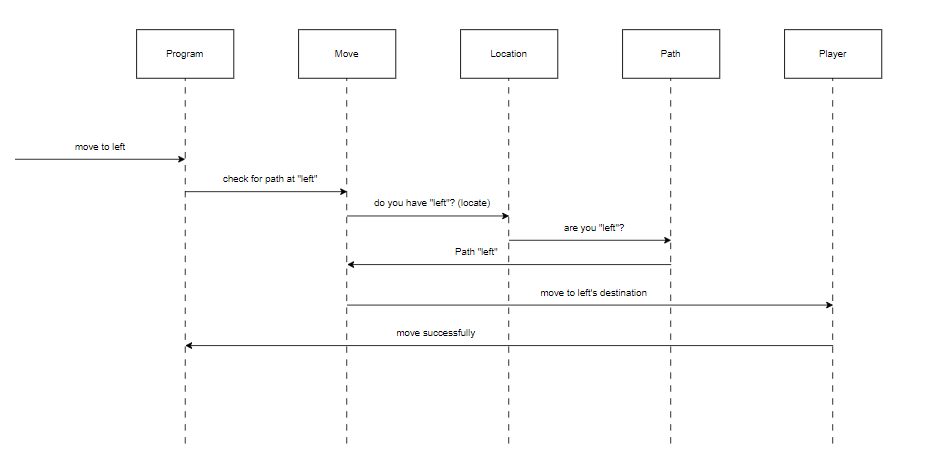 Program
Move
Location
Path
Player
move to left
check for path at "left"
do you have "left"? (locate)
are you "left"?
Path "left"
move to left's destination
move successfully